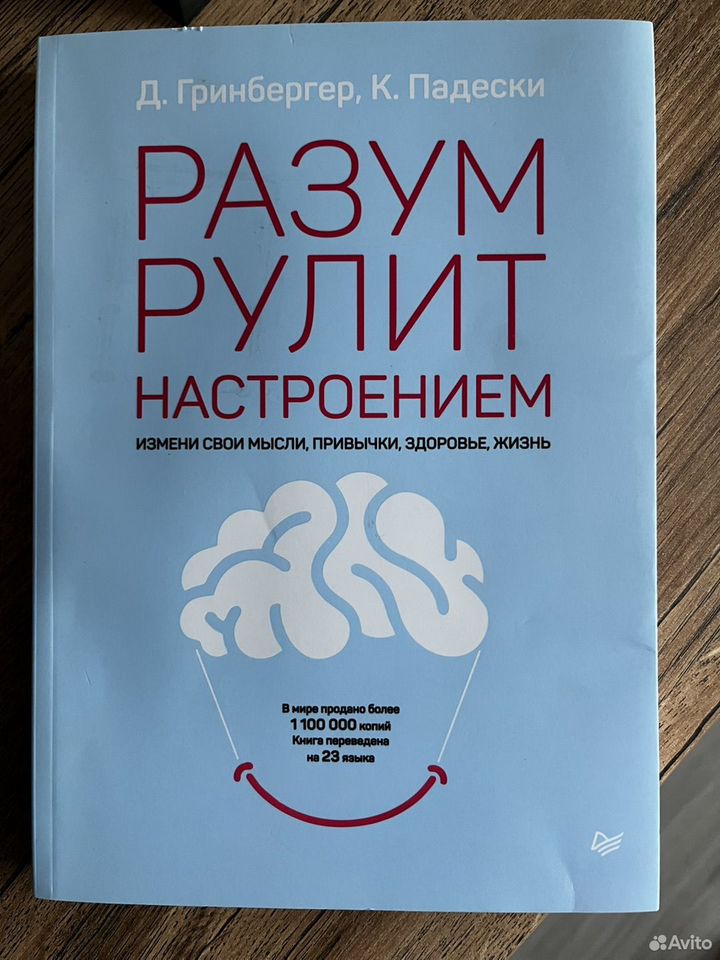 Д. Гринбергер, К. Падески
РАЗУМ
РУЛИТ
НАСТРОЕНИЕМ
ИЗМЕНИ СВОИ МЫСЛИ, ПРИВЫЧКИ, ЗДОРОВЬЕ, ЖИЗНЬ
В мире продано более
1 100 000 копий
Книга переведена
на 23 языка
Avito